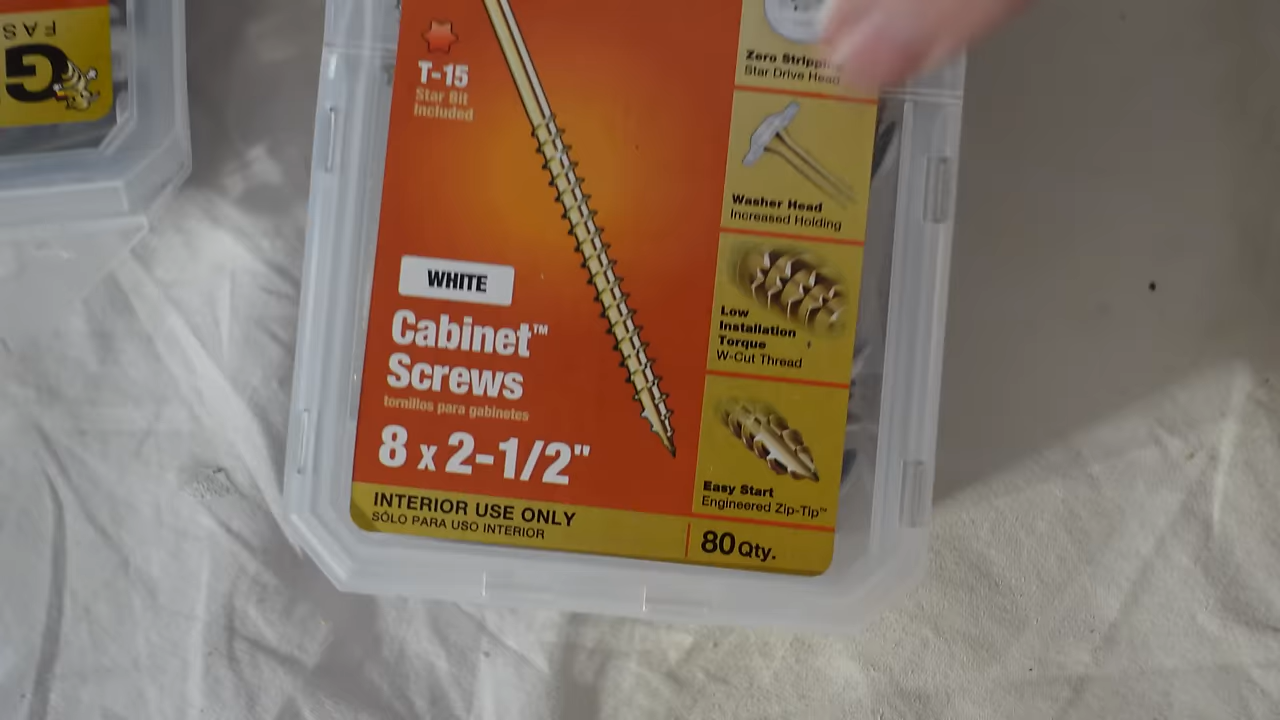 FAS
G
T-15
Star Bit
Included
WHITE
Cabinet™
Screws
tornillos para gabinetes
8 x 2-1/2"
INTERIOR USE ONLY
SÓLO PARA USO INTERIOR
80 Qty.
Zero
Star Drive Head
Washer Head
Increased Holding
Low
Installation
Torque
W-Cut Thread
Easy Start
Engineered Zip-Tip™